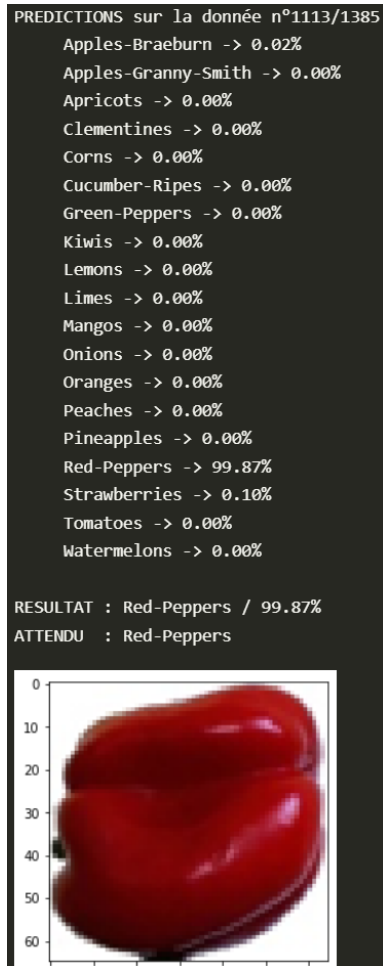 PREDICTIONS sur la donnée n°1113/1385
Apples-Braeburn -> 0.02%
Apples-Granny-Smith -> 0.00%
Apricots -> 0.00%
Clementines -> 0.00%
Corns -> 0.00%
Cucumber-Ripes -> 0.00%
Green-Peppers -> 0.00%
Kiwis -> 0.00%
Lemons -> 0.00%
Limes -> 0.00%
Mangos -> 0.00%
Onions -> 0.00%
Oranges -> 0.00%
Peaches -> 0.00%
Pineapples -> 0.00%
Red-Peppers -> 99.87%
Strawberries -> 0.10%
Tomatoes -> 0.00%
Watermelons -> 0.00%
RESULTAT : Red-Peppers / 99.87%
ATTENDU  : Red-Peppers
0
10
20
30
40
50
60